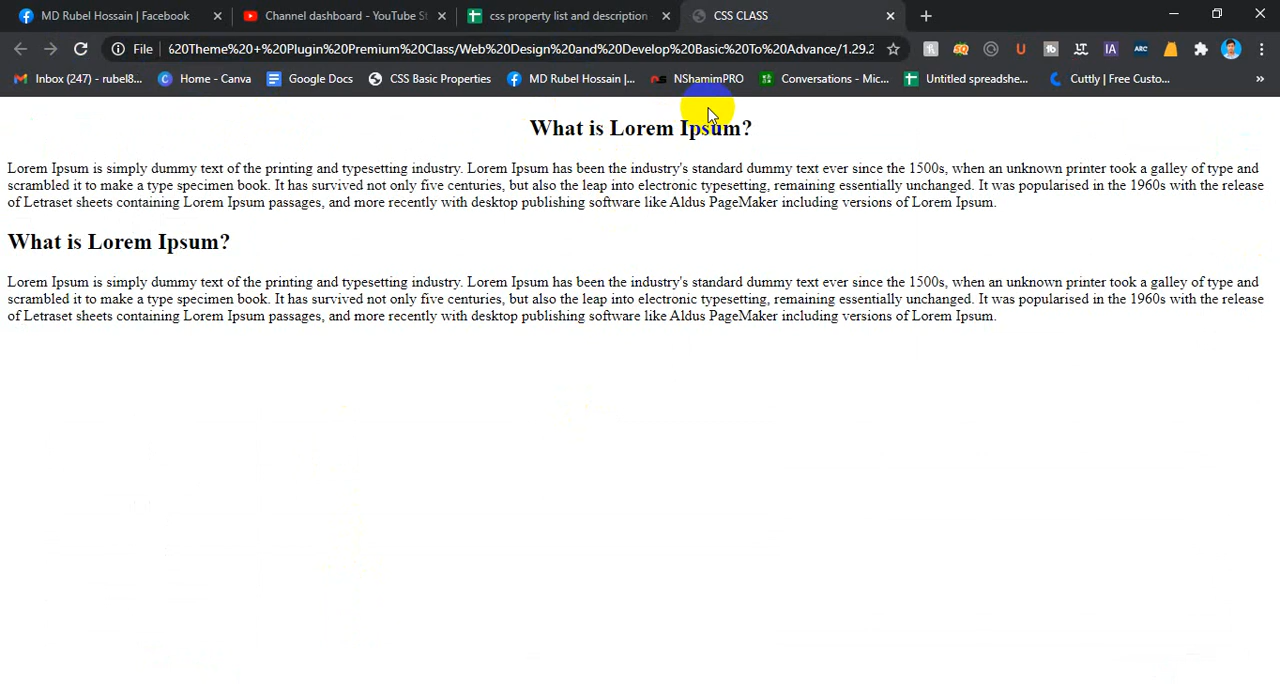 MD Rubel Hossain | Facebook
Channel dashboard - YouTube St
css property list and description
CSS CLASS
File
%20Theme%20+%20Plugin%20Premium%20Class/Web%20Design%20and%20Develop%20Basic%20To%20Advance/1.29.2
Inbox (247) - rubel8...
Home - Canva
Google Docs
CSS Basic Properties
MD Rubel Hossain |...
NShamimPRO
Conversations - Mic...
Untitled spreadshe...
Cuttly | Free Custo...
What is Lorem Ipsum?
Lorem Ipsum is simply dummy text of the printing and typesetting industry. Lorem Ipsum has been the industry's standard dummy text ever since the 1500s, when an unknown printer took a galley of type and
scrambled it to make a type specimen book. It has survived not only five centuries, but also the leap into electronic typesetting, remaining essentially unchanged. It was popularised in the 1960s with the release
of Letraset sheets containing Lorem Ipsum passages, and more recently with desktop publishing software like Aldus PageMaker including versions of Lorem Ipsum.
What is Lorem Ipsum?
Lorem Ipsum is simply dummy text of the printing and typesetting industry. Lorem Ipsum has been the industry's standard dummy text ever since the 1500s, when an unknown printer took a galley of type and
scrambled it to make a type specimen book. It has survived not only five centuries, but also the leap into electronic typesetting, remaining essentially unchanged. It was popularised in the 1960s with the release
of Letraset sheets containing Lorem Ipsum passages, and more recently with desktop publishing software like Aldus PageMaker including versions of Lorem Ipsum.